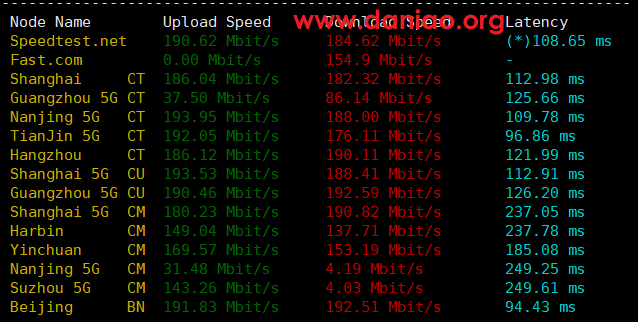 Node Name Upload Speed Download Speed Latency
www.daniao.org
Speedtest.net 190.62 Mbit/s 184.62 Mbit/s (*)108.65 ms
Fast.com 0.00 Mbit/s 154.9 Mbit/s -
Shanghai CT 186.04 Mbit/s 182.32 Mbit/s 112.98 ms
Guangzhou 5G CT 37.50 Mbit/s 86.14 Mbit/s 125.66 ms
Nanjing 5G CT 193.95 Mbit/s 188.00 Mbit/s 109.78 ms
TianJin 5G CT 192.05 Mbit/s 176.11 Mbit/s 96.86 ms
Hangzhou CT 186.12 Mbit/s 190.11 Mbit/s 121.99 ms
Shanghai 5G CU 193.53 Mbit/s 188.41 Mbit/s 112.91 ms
Guangzhou 5G CU 190.46 Mbit/s 192.59 Mbit/s 126.20 ms
Shanghai 5G CM 180.23 Mbit/s 190.82 Mbit/s 237.05 ms
Harbin CM 149.04 Mbit/s 137.71 Mbit/s 237.78 ms
Yinchuan CM 169.57 Mbit/s 153.19 Mbit/s 185.08 ms
Nanjing 5G CM 31.48 Mbit/s 4.19 Mbit/s 249.25 ms
Suzhou 5G CM 143.26 Mbit/s 4.03 Mbit/s 249.61 ms
Beijing BN 191.83 Mbit/s 192.51 Mbit/s 94.43 ms